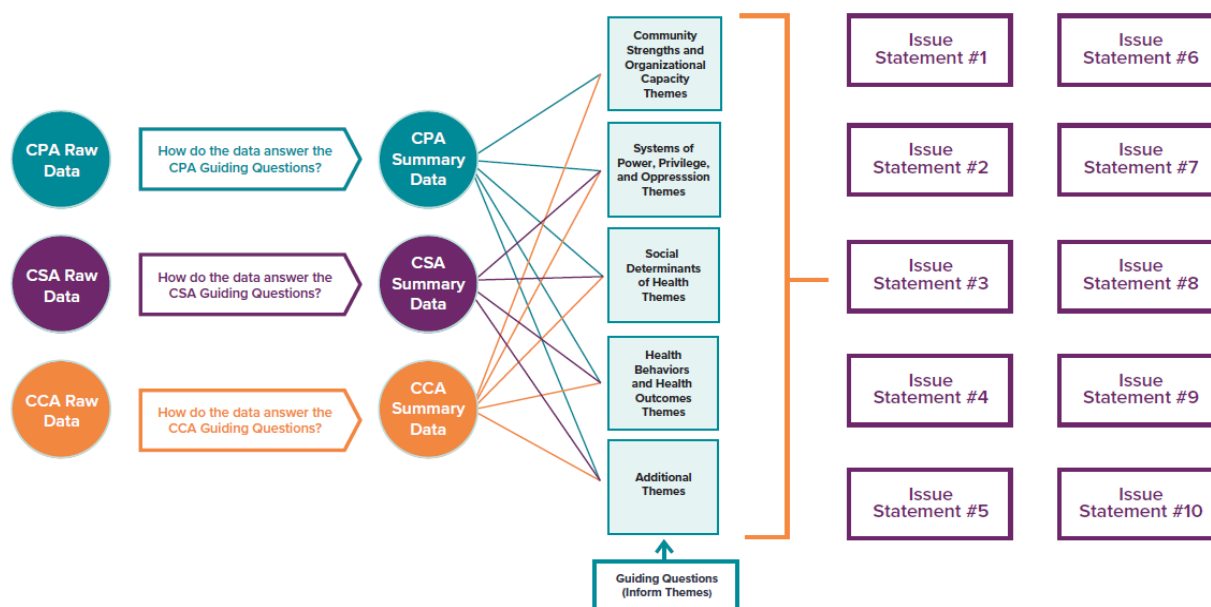 CPA Raw
Data
How do the data answer the
CPA Guiding Questions?
CPA
Summary
Data
CSA Raw
Data
How do the data answer the
CSA Guiding Questions?
CSA
Summary
Data
CCA Raw
Data
How do the data answer the
CCA Guiding Questions?
CCA
Summary
Data
Community
Strengths and
Organizational
Capacity
Themes
Systems of
Power, Privilege,
and Oppresssion
Themes
Social
Determinants
of Health
Themes
Health
Behaviors
and Health
Outcomes
Themes
Additional
Themes
Guiding Questions
(Inform Themes)
Issue
Statement #1
Issue
Statement #2
Issue
Statement #3
Issue
Statement #4
Issue
Statement #5
Issue
Statement #6
Issue
Statement #7
Issue
Statement #8
Issue
Statement #9
Issue
Statement #10